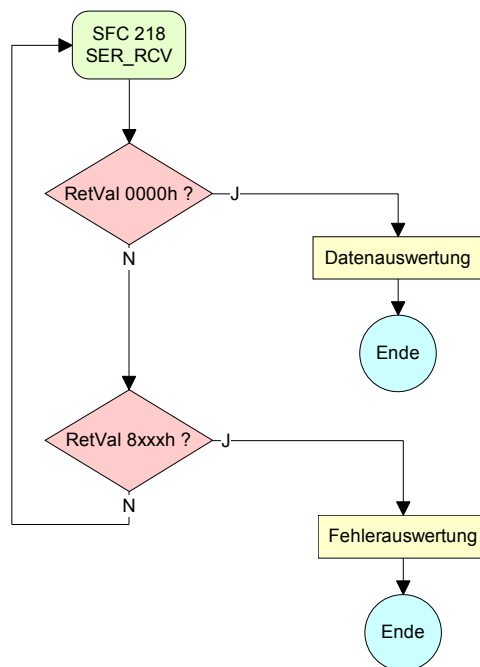 SFC 218
SER_RCV
RetVal 0000h ?
J
N
Datenauswertung
Ende
RetVal 8xxxh ?
J
N
Fehlerauswertung
Ende